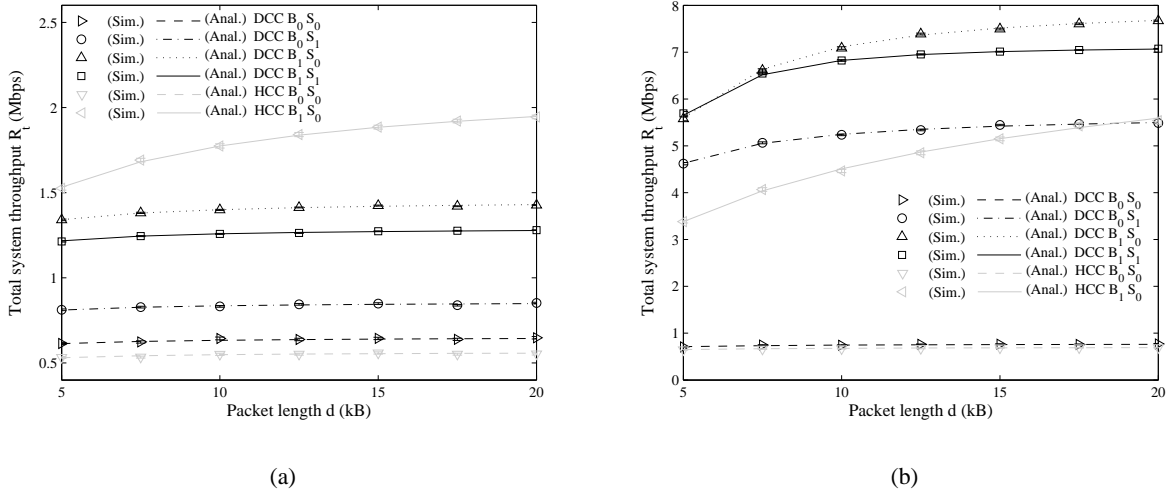 2.5
2
1.5
1
0.5
5
10
15
20
Total system throughput R_t (Mbps)
Packet length d (kB)
(Sim.) (Anal.) DCC B_0 S_0
(Sim.) (Anal.) DCC B_0 S_1
(Sim.) (Anal.) DCC B_1 S_0
(Sim.) (Anal.) DCC B_1 S_1
(Sim.) (Anal.) HCC B_0 S_0
(Sim.) (Anal.) HCC B_1 S_0
(a)
8
7
6
5
4
3
2
1
0
5
10
15
20
Total system throughput R_t (Mbps)
Packet length d (kB)
(Sim.) (Anal.) DCC B_0 S_0
(Sim.) (Anal.) DCC B_0 S_1
(Sim.) (Anal.) DCC B_1 S_0
(Sim.) (Anal.) DCC B_1 S_1
(Sim.) (Anal.) HCC B_0 S_0
(Sim.) (Anal.) HCC B_1 S_0
(b)